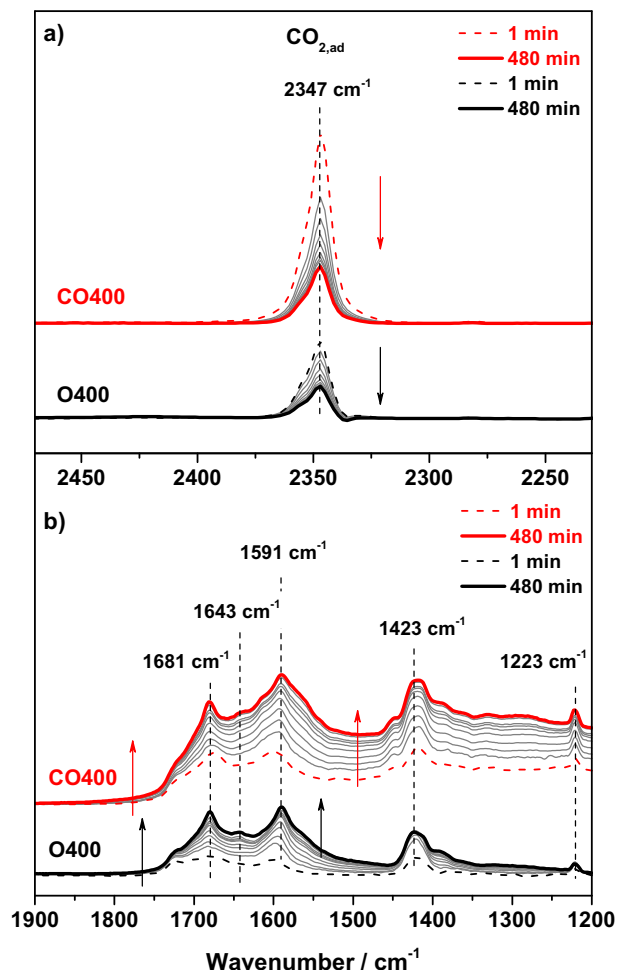 a)
CO2,ad
1 min
480 min
1 min
480 min
2347 cm-1
CO400
O400
2450 2400 2350 2300 2250
b)
1 min
480 min
1 min
480 min
1591 cm-1
1643 cm-1
1681 cm-1
1423 cm-1
1223 cm-1
CO400
O400
1900 1800 1700 1600 1500 1400 1300 1200
Wavenumber / cm-1